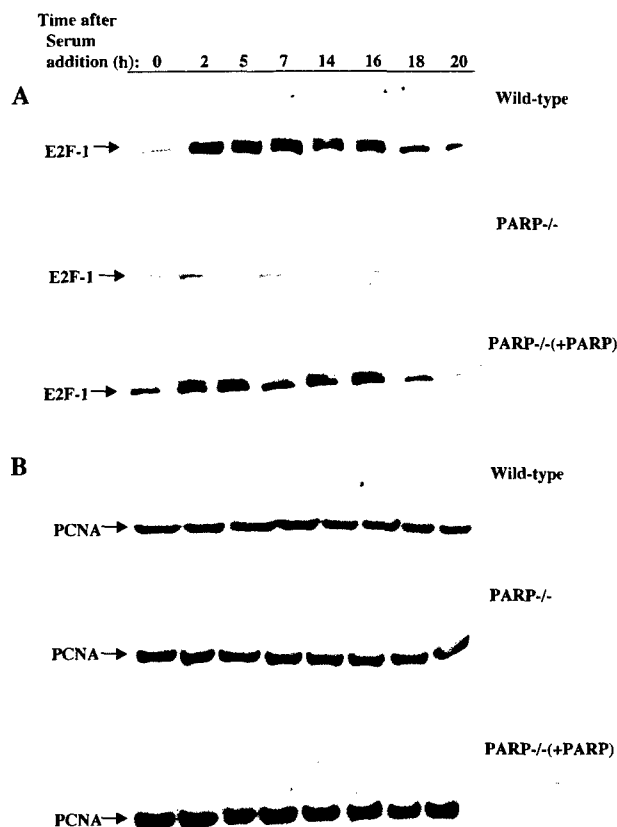 Time after
Serum
addition (h): 0 2 5 7 14 16 18 20
A
Wild-type
E2F-1
PARP-/-
E2F-1
PARP-/-(+PARP)
E2F-1
B
Wild-type
PCNA
PARP-/-
PCNA
PARP-/-(+PARP)
PCNA